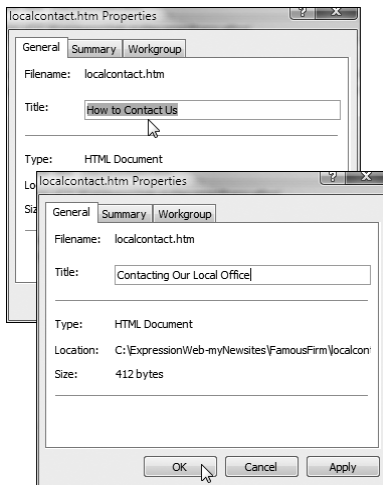 localcontact.htm Properties
General Summary Workgroup
Filename: localcontact.htm
Title: How to Contact Us
Type: HTML Document
localcontact.htm Properties
General Summary Workgroup
Filename: localcontact.htm
Title: Contacting Our Local Office
Type: HTML Document
Location: C:\ExpressionWeb-myNewsites\FamousFirm\localcont
Size: 412 bytes
OK Cancel Apply